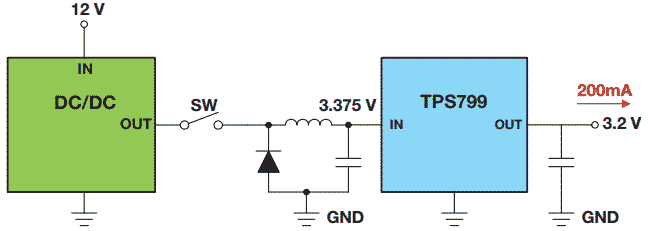 12 V
IN
DC/DC
OUT
SW
3.375 V
IN
TPS799
OUT
200mA
3.2 V
GND
GND